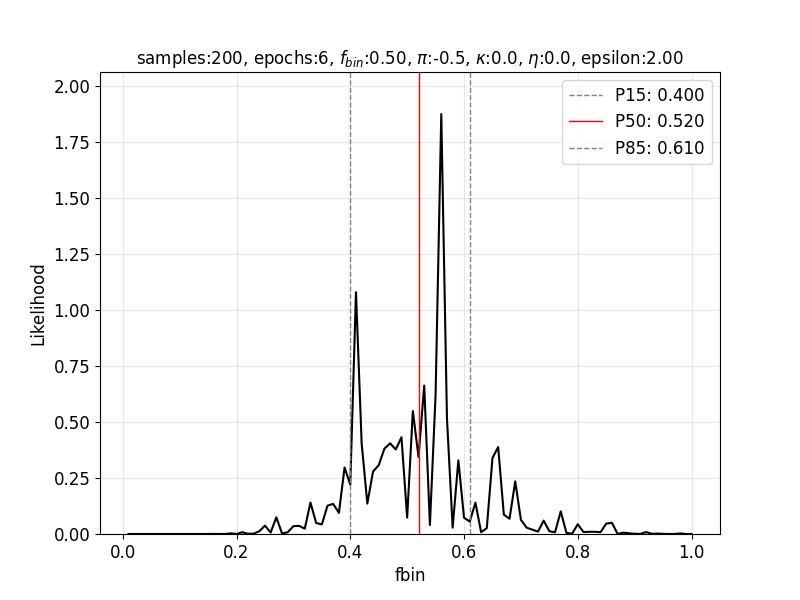 samples:200, epochs:6, f_bin:0.50, π:-0.5, κ:0.0, η:0.0, epsilon:2.00
P15: 0.400
P50: 0.520
P85: 0.610
2.00
1.75
1.50
1.25
1.00
0.75
0.50
0.25
0.00
Likelihood
0.0 0.2 0.4 0.6 0.8 1.0
fbin